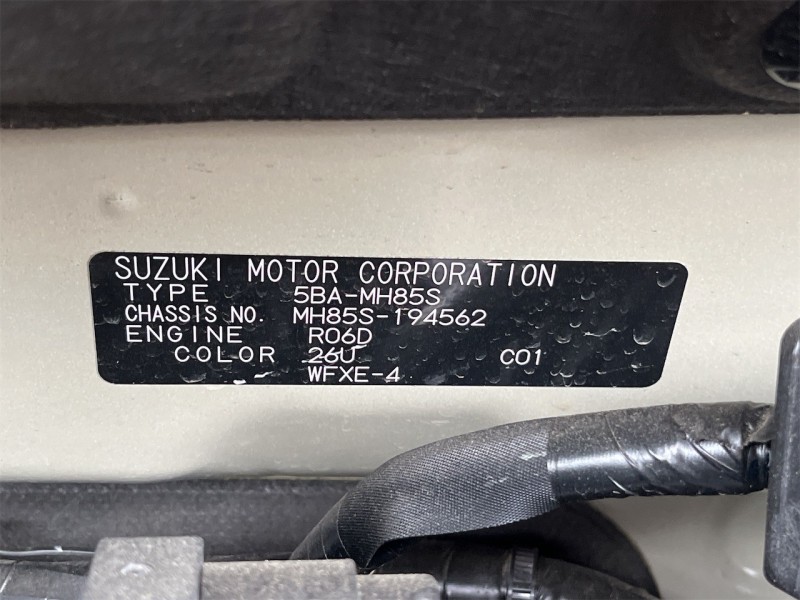 SUZUKI MOTOR CORPORATION
TYPE 5BA-MH85S
CHASSIS NO. MH85S-194562
ENGINE R06D
COLOR 26U C01
WFXE-4